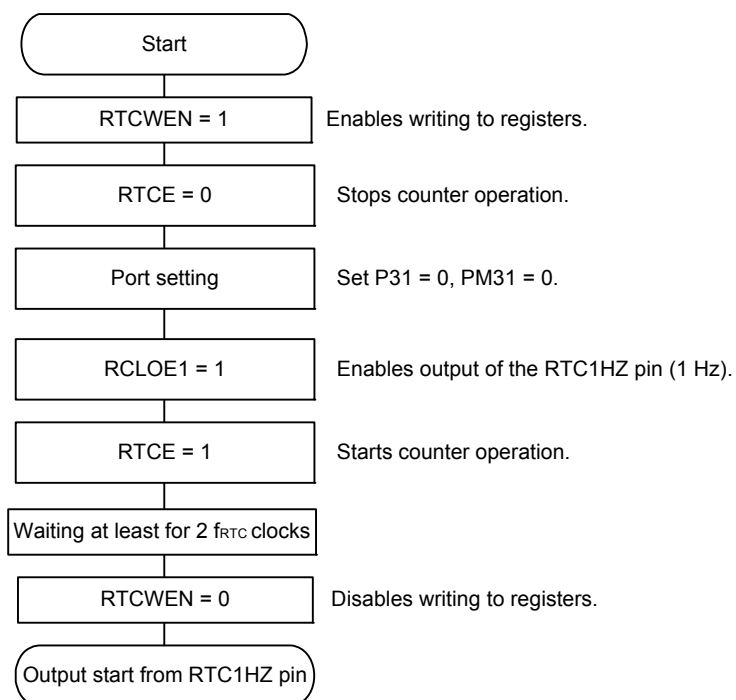 Start
RTCWEN = 1 Enables writing to registers.
RTCE = 0 Stops counter operation.
Port setting Set P31 = 0, PM31 = 0.
RCLOE1 = 1 Enables output of the RTC1HZ pin (1 Hz).
RTCE = 1 Starts counter operation.
Waiting at least for 2 fRTC clocks
RTCWEN = 0 Disables writing to registers.
Output start from RTC1HZ pin